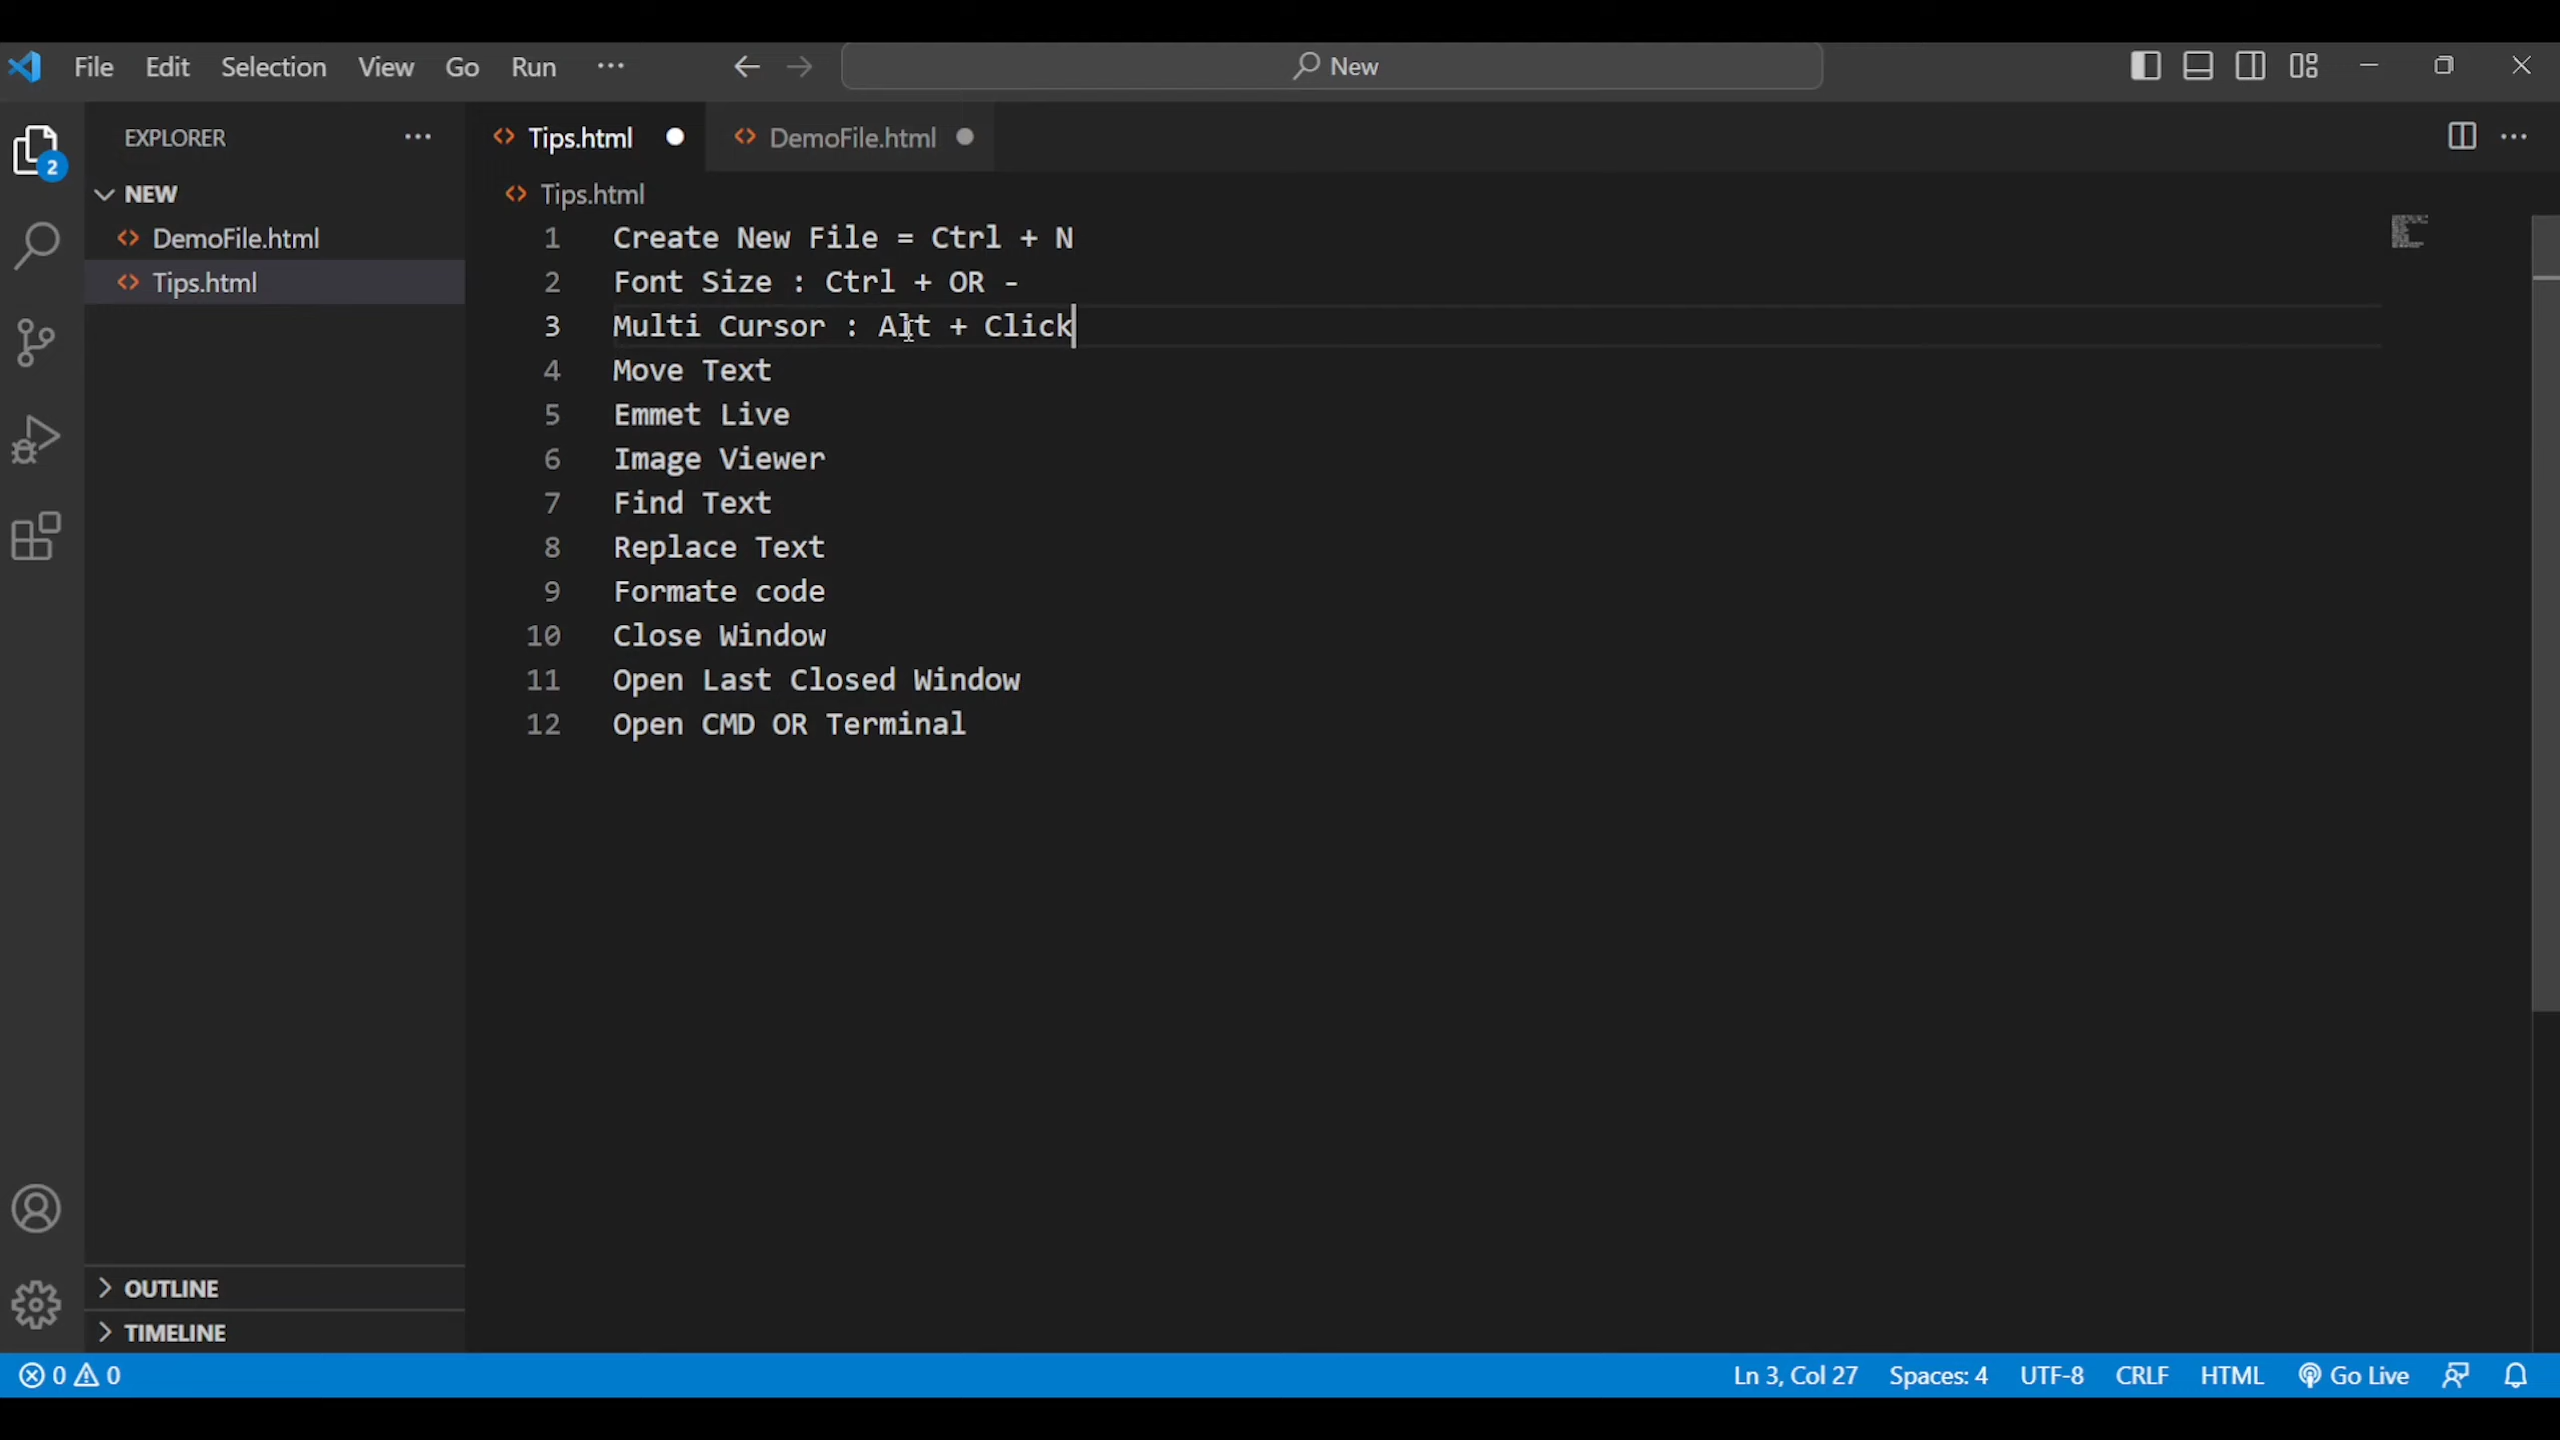 File Edit Selection View Go Run ··· New
EXPLORER ···
2
NEW
DemoFile.html
Tips.html
OUTLINE
TIMELINE
Tips.html DemoFile.html
Tips.html
1 Create New File = Ctrl + N
2 Font Size : Ctrl + OR -
3 Multi Cursor : Alt + Click
4 Move Text
5 Emmet Live
6 Image Viewer
7 Find Text
8 Replace Text
9 Formate code
10 Close Window
11 Open Last Closed Window
12 Open CMD OR Terminal
0 0 Ln 3, Col 27 Spaces: 4 UTF-8 CRLF HTML Go Live